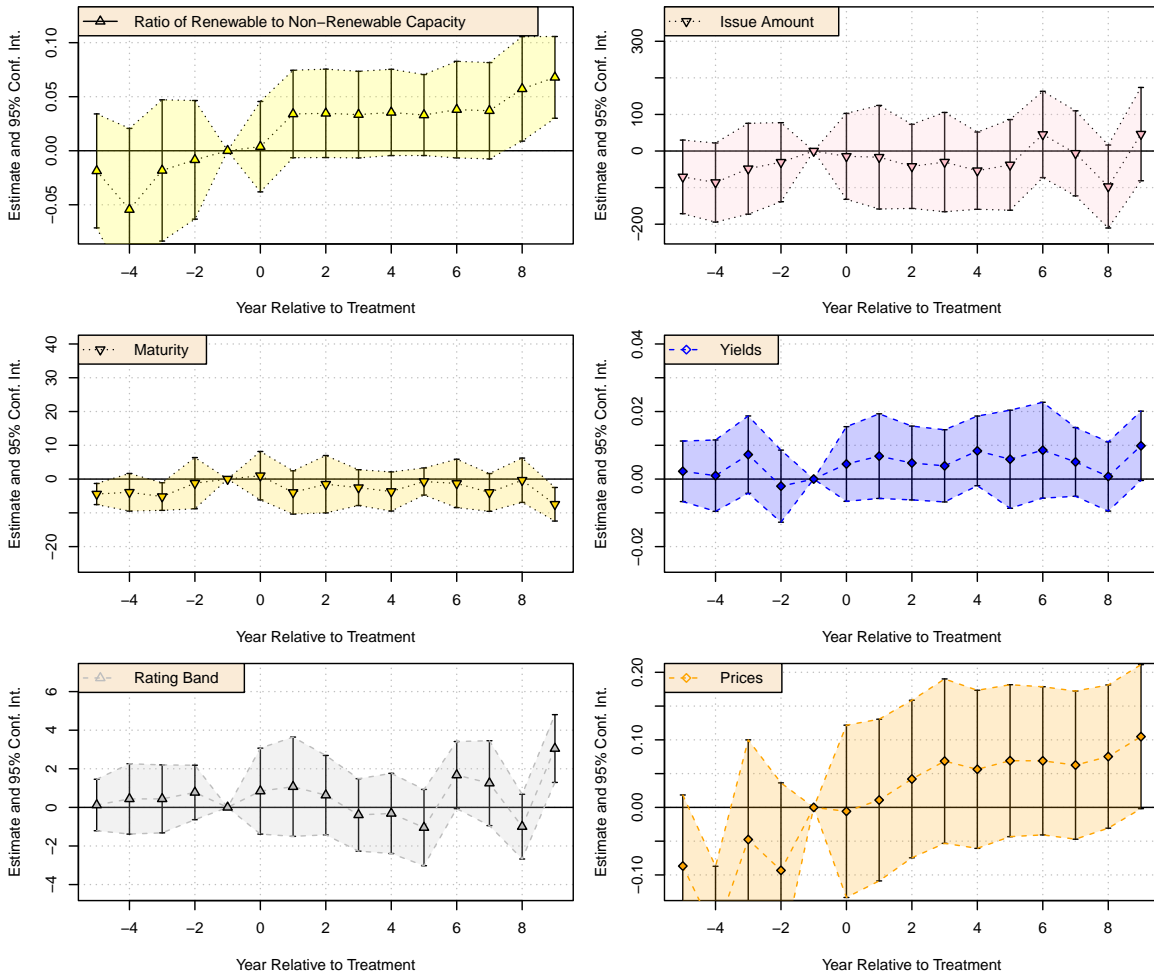 Ratio of Renewable to Non−Renewable Capacity
Estimate and 95% Conf. Int.
0.10
0.05
0.00
−0.05
−4 −2 0 2 4 6 8
Year Relative to Treatment
Issue Amount
Estimate and 95% Conf. Int.
300
100
0
−200
−4 −2 0 2 4 6 8
Year Relative to Treatment
Maturity
Estimate and 95% Conf. Int.
40
30
20
10
0
−20
−4 −2 0 2 4 6 8
Year Relative to Treatment
Yields
Estimate and 95% Conf. Int.
0.04
0.02
0.00
−0.02
−4 −2 0 2 4 6 8
Year Relative to Treatment
Rating Band
Estimate and 95% Conf. Int.
6
4
2
0
−2
−4
−4 −2 0 2 4 6 8
Year Relative to Treatment
Prices
Estimate and 95% Conf. Int.
0.20
0.10
0.00
−0.10
−4 −2 0 2 4 6 8
Year Relative to Treatment